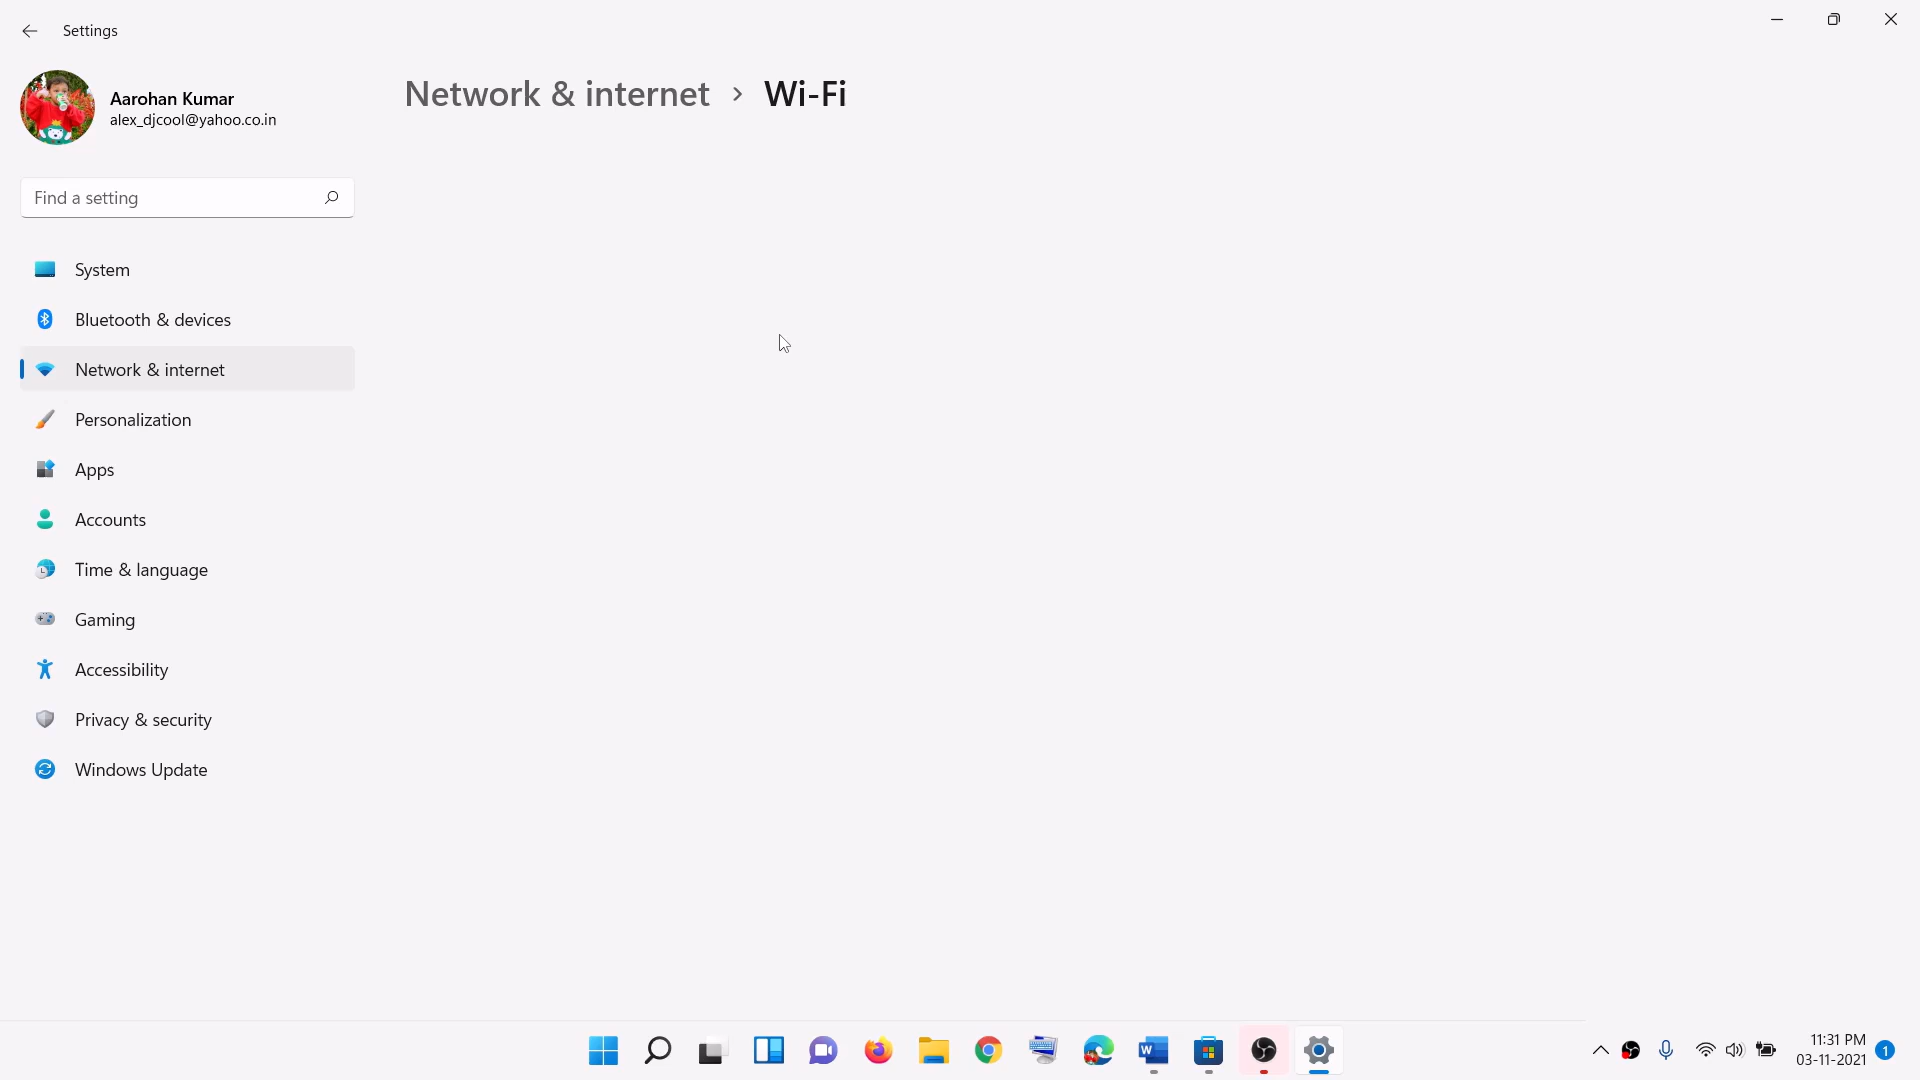 Settings
Aarohan Kumar
alex_djcool@yahoo.co.in
Network & internet > Wi-Fi
Find a setting
System
Bluetooth & devices
Network & internet
Personalization
Apps
Accounts
Time & language
Gaming
Accessibility
Privacy & security
Windows Update
11:31 PM
03-11-2021
1